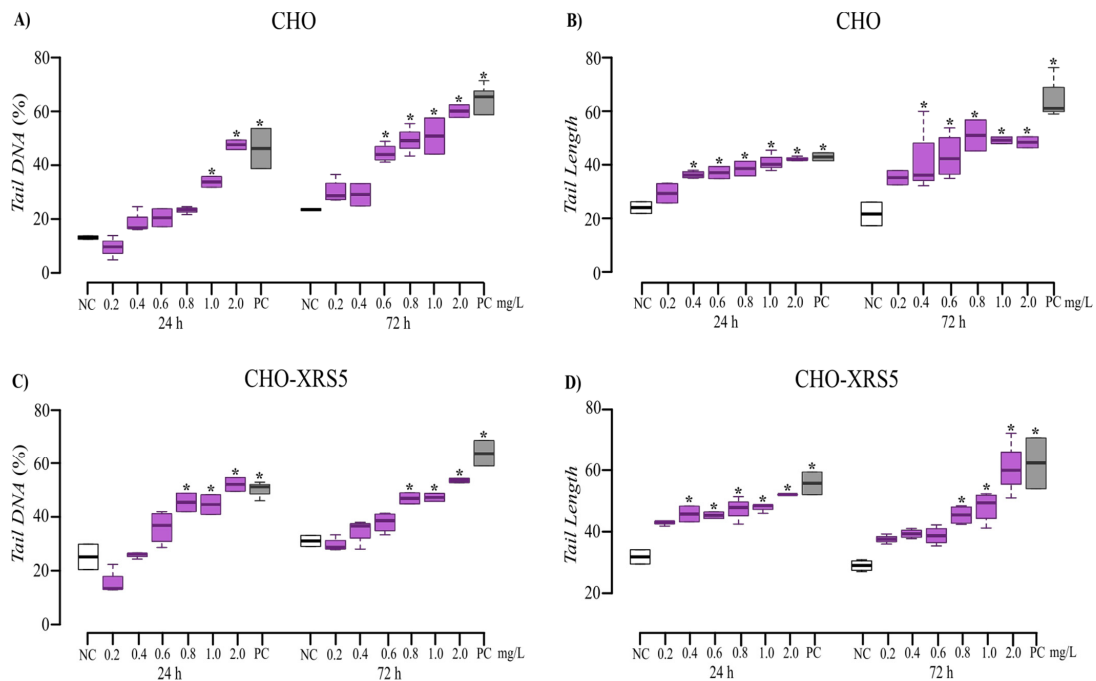 A)
CHO
Tail DNA (%)
80
60
40
20
0
* * * * * * * *
NC 0.2 0.4 0.6 0.8 1.0 2.0 PC NC 0.2 0.4 0.6 0.8 1.0 2.0 PC mg/L
24 h 72 h
B)
CHO
Tail Length
80
60
40
20
0
* * * * * * * * * * * *
NC 0.2 0.4 0.6 0.8 1.0 2.0 PC NC 0.2 0.4 0.6 0.8 1.0 2.0 PC mg/L
24 h 72 h
C)
CHO-XRS5
Tail DNA (%)
80
60
40
20
0
* * * * * * * *
NC 0.2 0.4 0.6 0.8 1.0 2.0 PC NC 0.2 0.4 0.6 0.8 1.0 2.0 PC mg/L
24 h 72 h
D)
CHO-XRS5
Tail Length
80
60
40
20
* * * * * * * * * *
NC 0.2 0.4 0.6 0.8 1.0 2.0 PC NC 0.2 0.4 0.6 0.8 1.0 2.0 PC mg/L
24 h 72 h